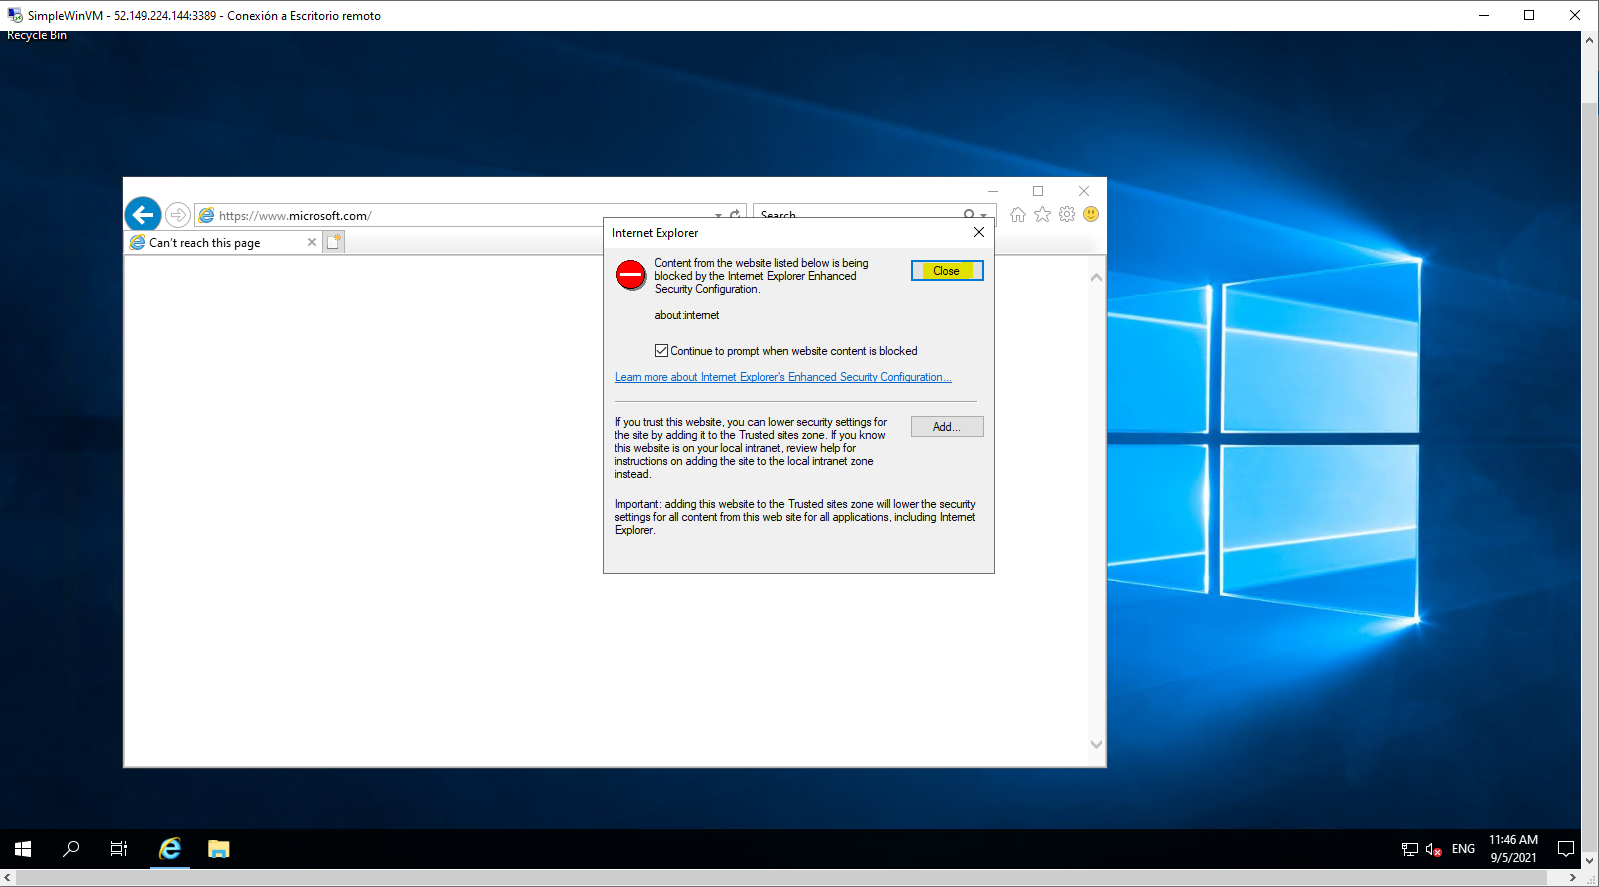 SimpleWinVM - 52.149.224.144:3389 - Conexión a Escritorio remoto
Recycle Bin
https://www.microsoft.com/
Search...
Can't reach this page
Internet Explorer
Content from the website listed below is being
blocked by the Internet Explorer Enhanced
Security Configuration.
Close
about:internet
Continue to prompt when website content is blocked
Learn more about Internet Explorer's Enhanced Security Configuration...
If you trust this website, you can lower security settings for
the site by adding it to the Trusted sites zone. If you know
this website is on your local intranet, review help for
instructions on adding the site to the local intranet zone
instead.
Add...
Important: adding this website to the Trusted sites zone will lower the security
settings for all content from this web site for all applications, including Internet
Explorer.
ENG
11:46 AM
9/5/2021